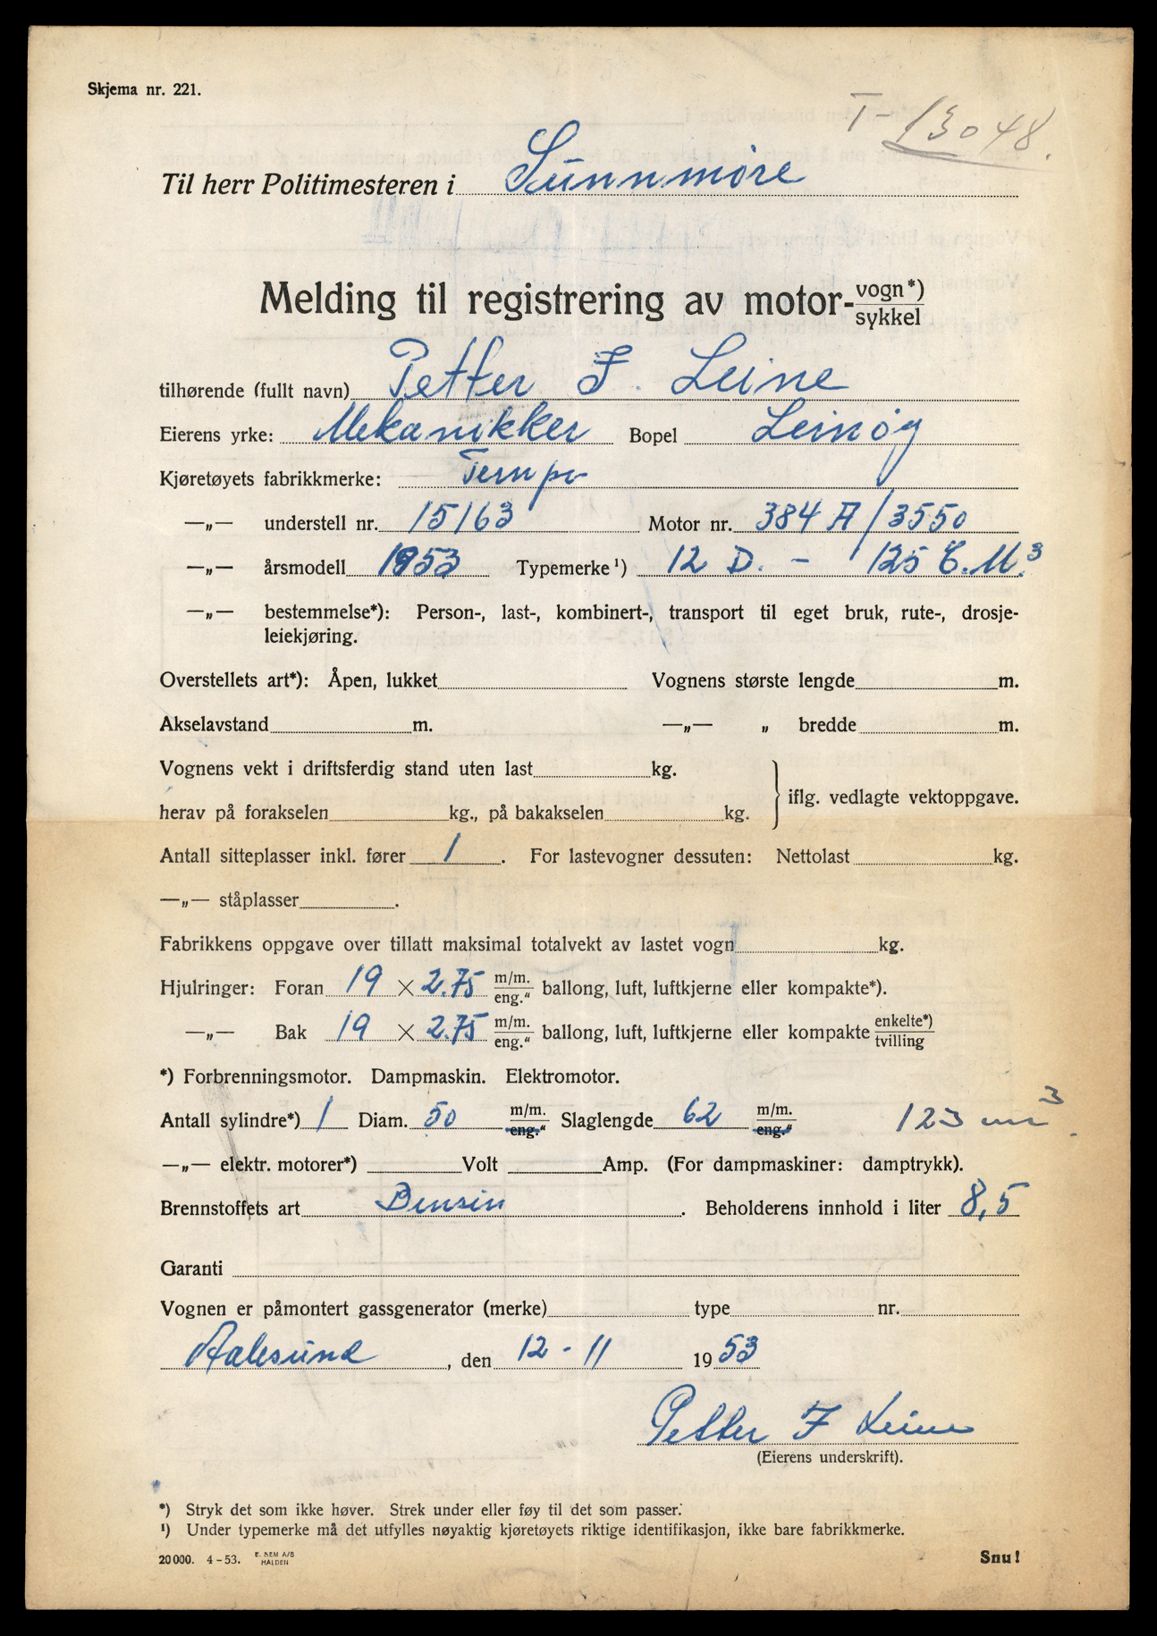 Skjema nr. 221.
T-13048.
Til herr Politimesteren i Sunnmøre
Melding til registrering av motor-vogn*) sykkel
tilhørende (fullt navn) Petter J. Leine
Eierens yrke: Mekanikker Bopel Leinøy
Kjøretøyets fabrikkmerke: Tempo
—„— understell nr. 15163 Motor nr. 384 A/3550
—„— årsmodell 1953 Typemerke¹) 12 D. - 125 C.M.³
—„— bestemmelse*): Person-, last-, kombinert-, transport til eget bruk, rute-, drosje-
leiekjøring.
Overstellets art*): Åpen, lukket Vognens største lengde m.
Akselavstand m. —„— „ bredde m.
Vognens vekt i driftsferdig stand uten last kg.
herav på forakselen kg., på bakakselen kg. iflg. vedlagte vektoppgave.
Antall sitteplasser inkl. fører 1. For lastevogner dessuten: Nettolast kg.
—„— ståplasser.
Fabrikkens oppgave over tillatt maksimal totalvekt av lastet vogn kg.
Hjulringer: Foran 19 × 2.75 m/m. eng." ballong, luft, luftkjerne eller kompakte*).
—„— Bak 19 × 2.75 m/m. eng." ballong, luft, luftkjerne eller kompakte enkelte*) tvilling
*) Forbrenningsmotor. Dampmaskin. Elektromotor.
Antall sylindre*) 1 Diam. 50 m/m. eng." Slaglengde 62 m/m. eng." 123 cm³.
—„— elektr. motorer*) Volt Amp. (For dampmaskiner: damptrykk).
Brennstoffets art Bensin. Beholderens innhold i liter 8,5
Garanti
Vognen er påmontert gassgenerator (merke) type nr.
Aalesund, den 12-11 1953
Petter J Leine
(Eierens underskrift).
*) Stryk det som ikke høver. Strek under eller føy til det som passer.
¹) Under typemerke må det utfylles nøyaktig kjøretøyets riktige identifikasjon, ikke bare fabrikkmerke.
20000. 4-53. E. SEM A/S HALDEN Snu!